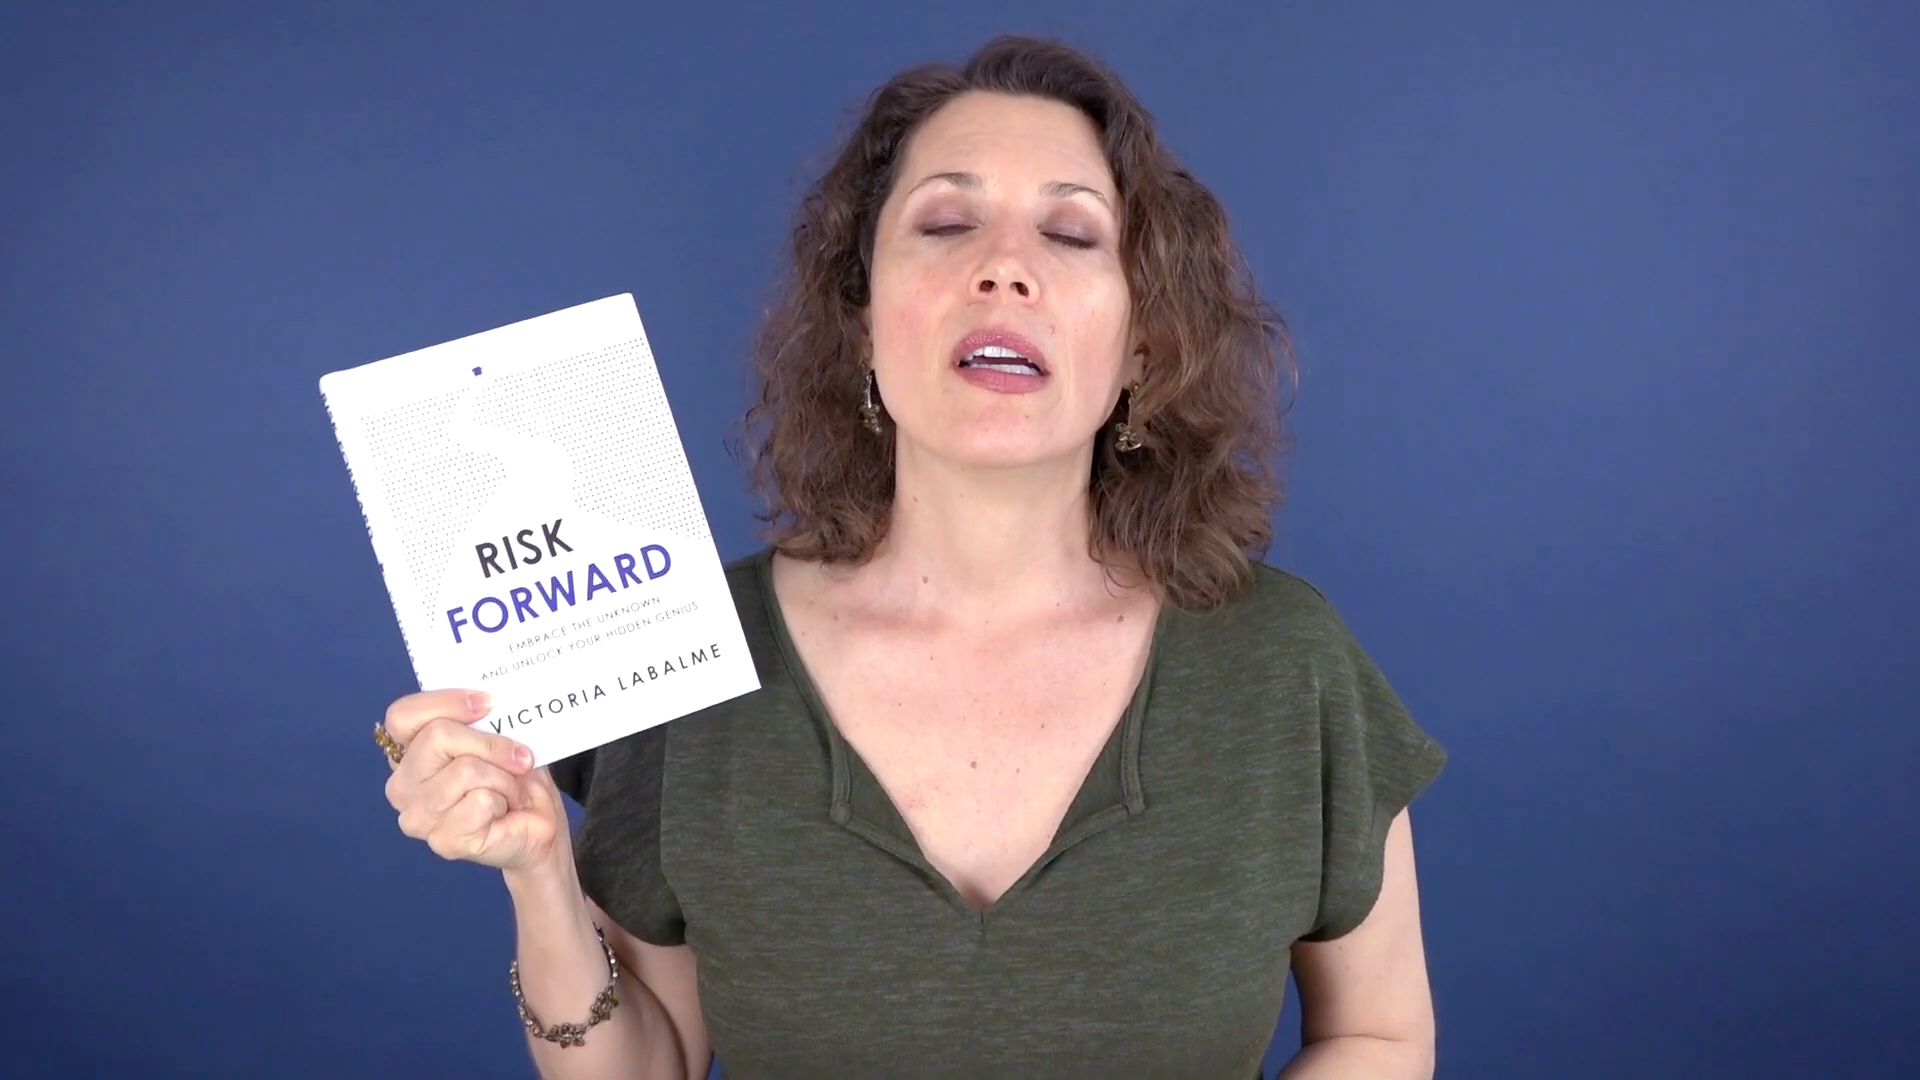 RISK
FORWARD
EMBRACE THE UNKNOWN
AND UNLOCK YOUR HIDDEN GENIUS
VICTORIA LABALME